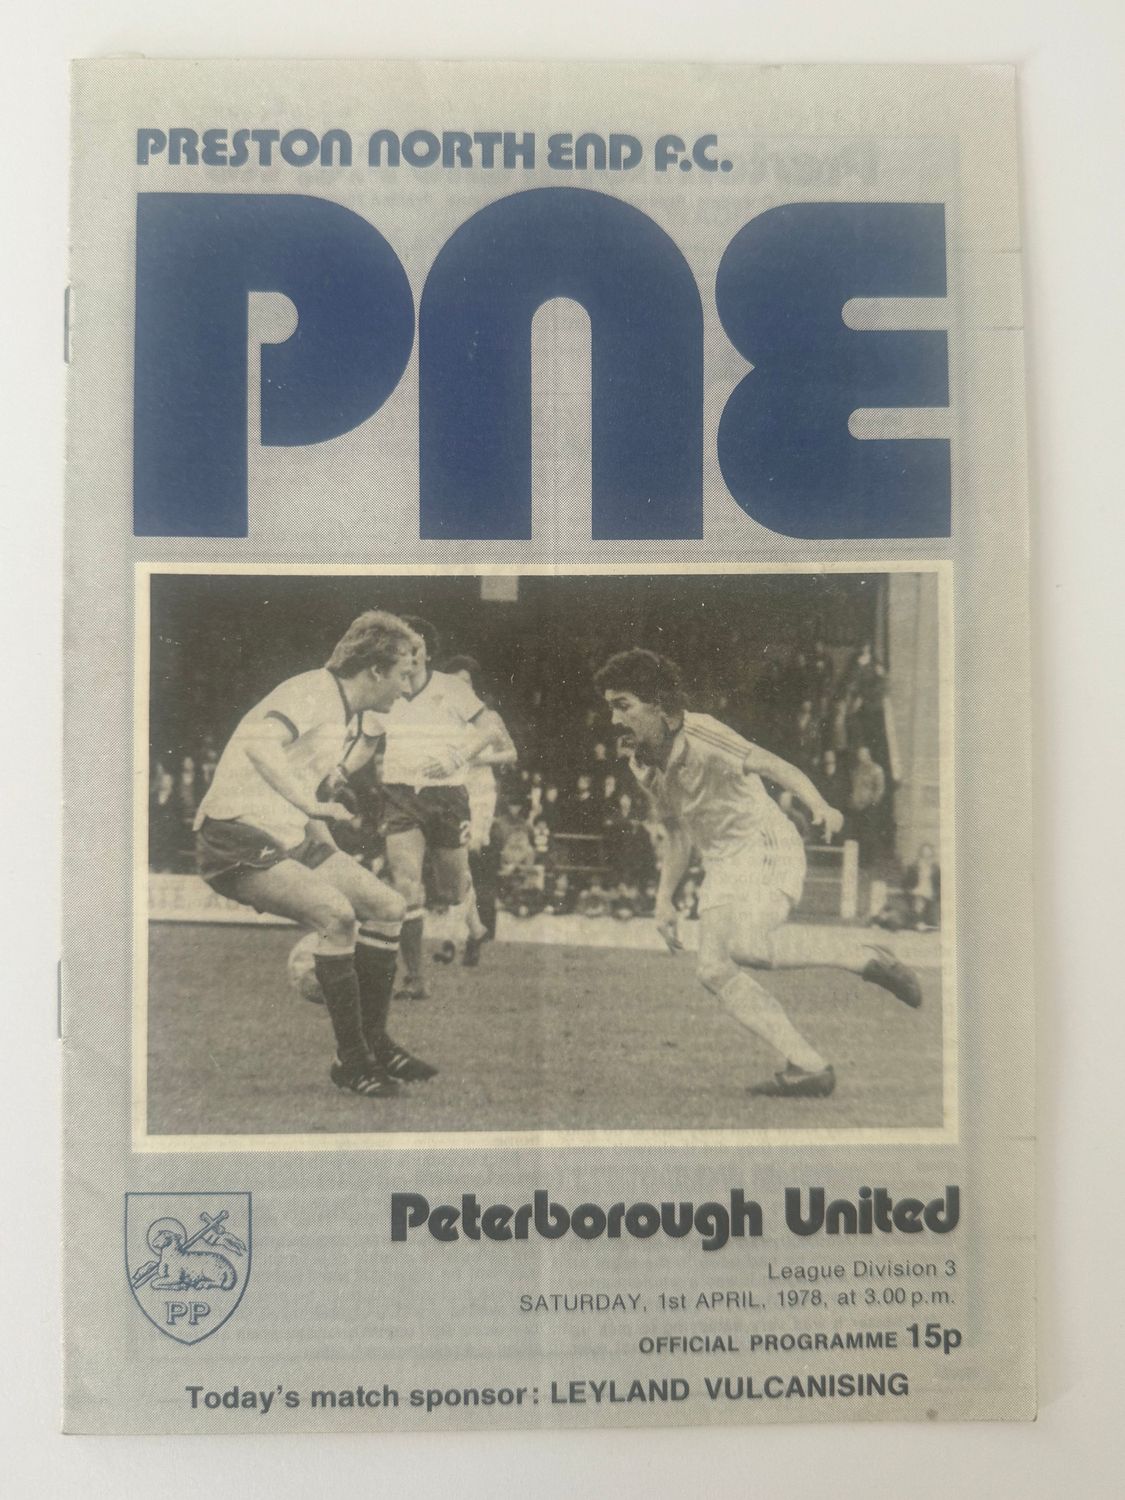 PRESTON NORTH END F.C.
PNE
2
Peterborough United
League Division 3
SATURDAY, 1st APRIL, 1978, at 3.00 p.m.
OFFICIAL PROGRAMME 15p
PP
Today's match sponsor: LEYLAND VULCANISING